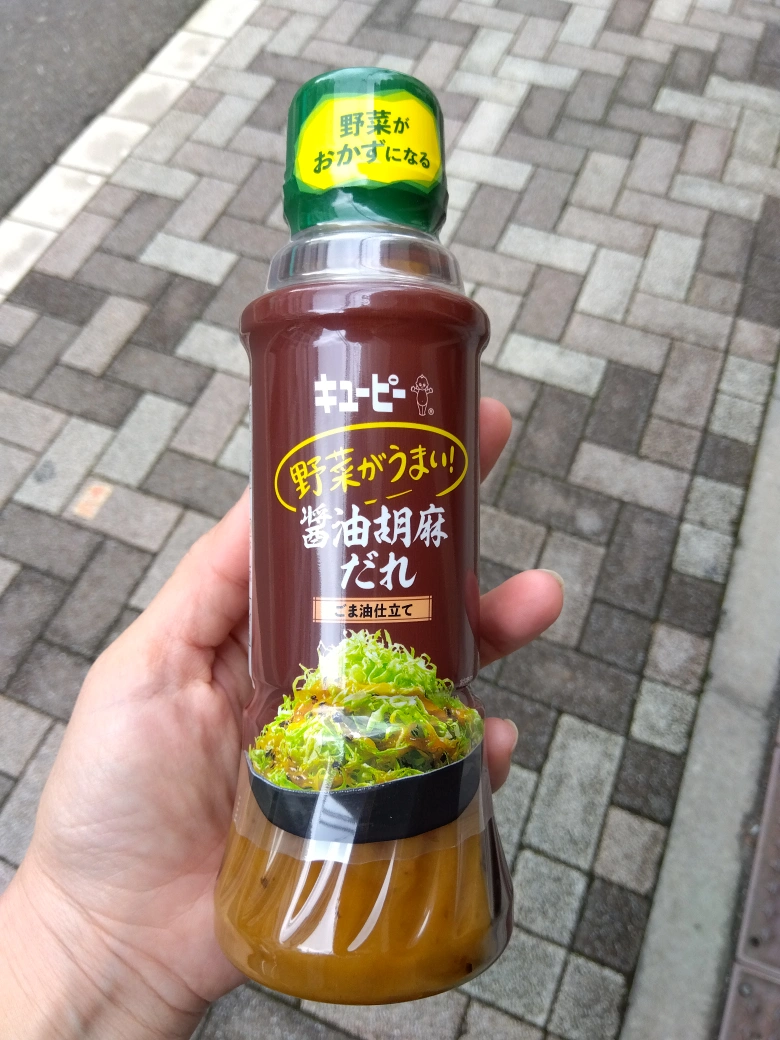 野菜が
おかずになる
キユーピー
®
野菜がうまい!
醤油胡麻
だれ
ごま油仕立て